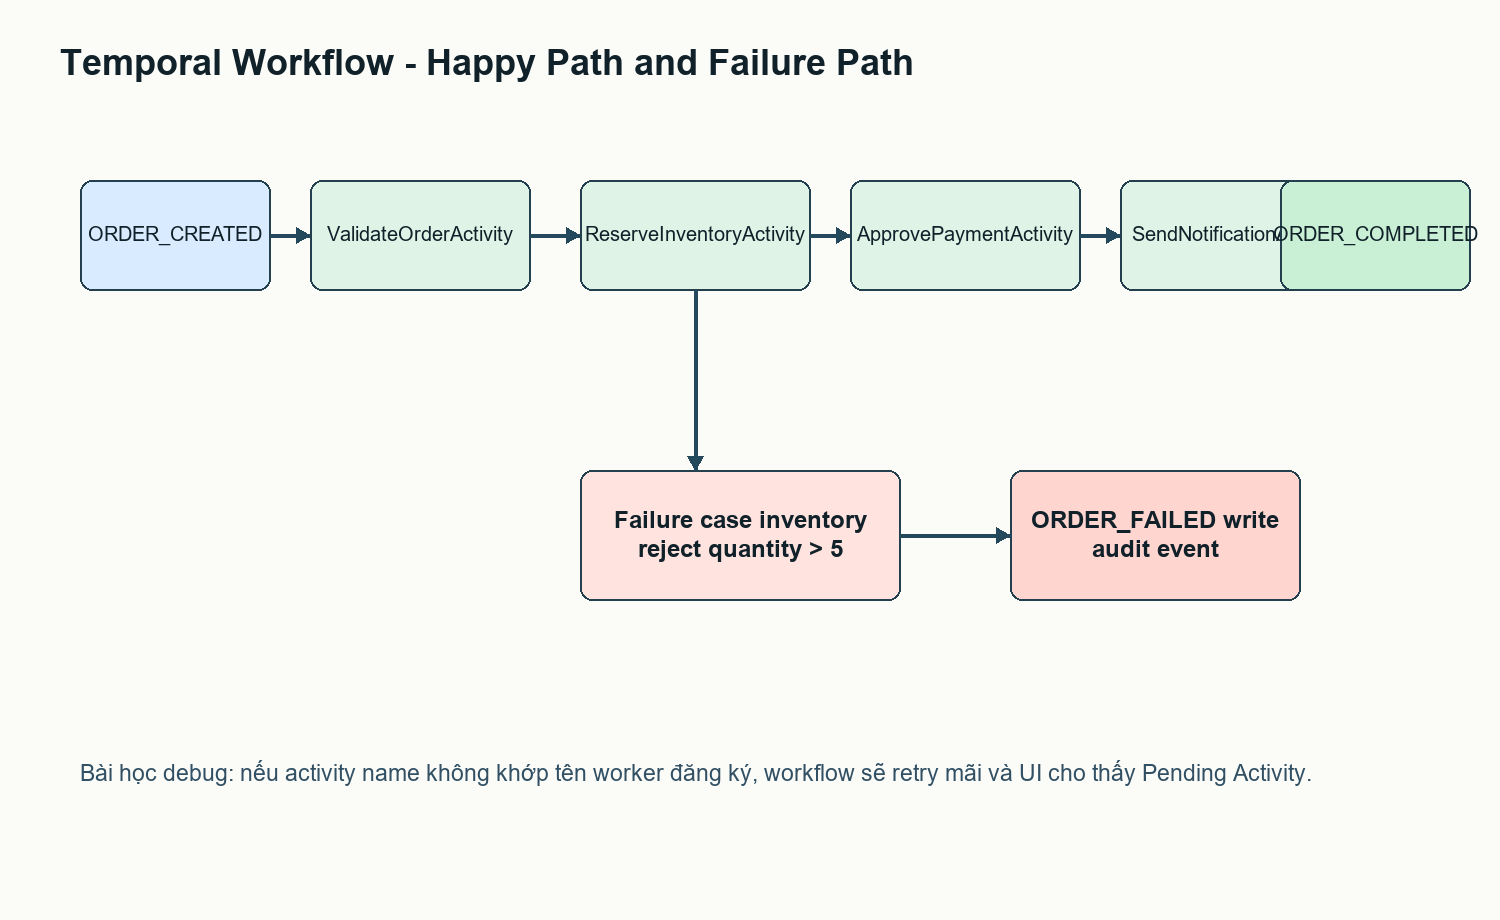 Temporal Workflow - Happy Path and Failure Path
ORDER_CREATED
ValidateOrderActivity
ReserveInventoryActivity
ApprovePaymentActivity
SendNotification
ORDER_COMPLETED
Failure case inventory
reject quantity > 5
ORDER_FAILED write
audit event
Bài học debug: nếu activity name không khớp tên worker đăng ký, workflow sẽ retry mãi và UI cho thấy Pending Activity.